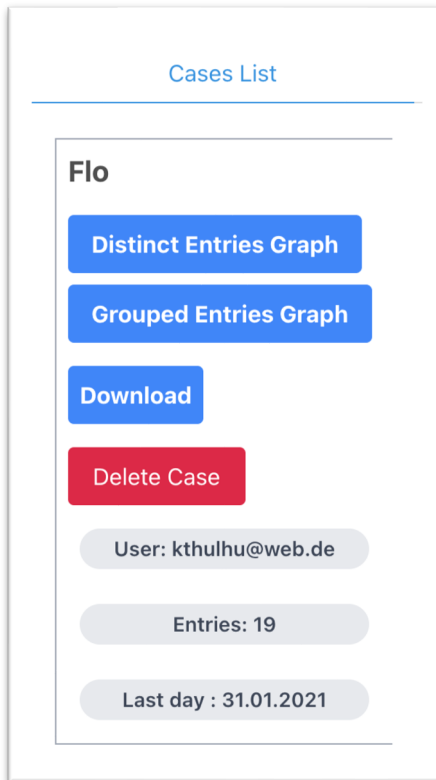 Cases List
Flo
Distinct Entries Graph
Grouped Entries Graph
Download
Delete Case
User: kthulhu@web.de
Entries: 19
Last day : 31.01.2021